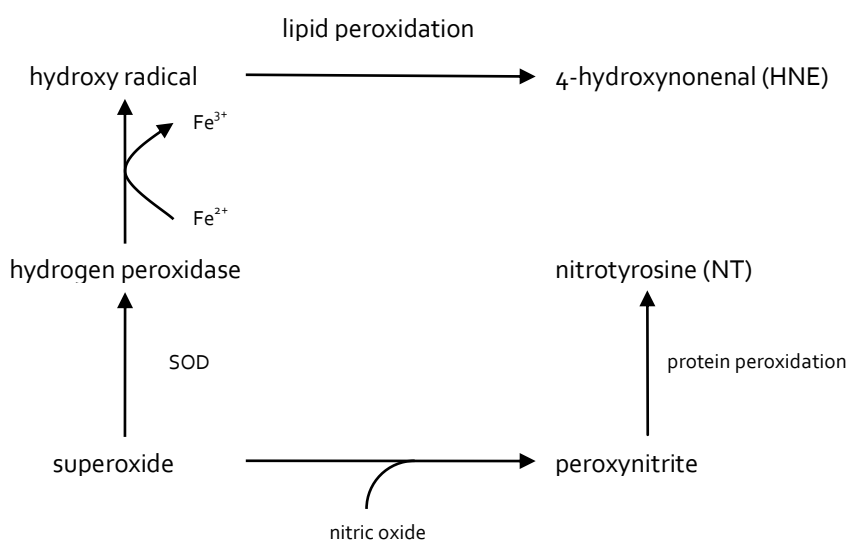 lipid peroxidation
hydroxy radical
4-hydroxynonenal (HNE)
Fe³⁺
Fe²⁺
hydrogen peroxidase
nitrotyrosine (NT)
SOD
protein peroxidation
superoxide
peroxynitrite
nitric oxide